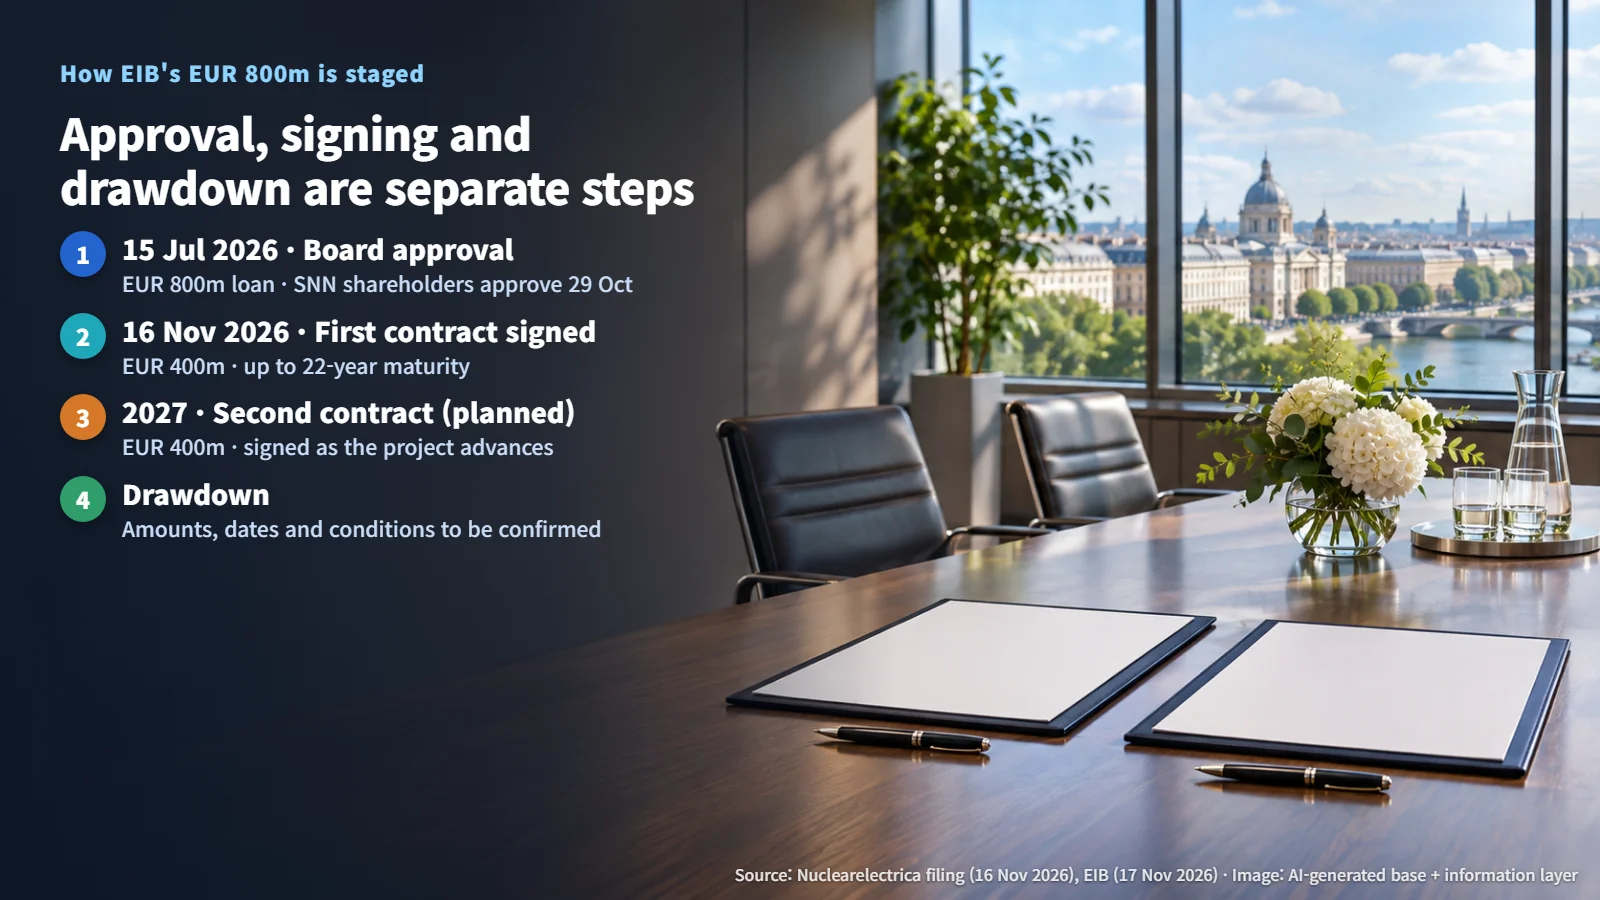 How EIB's EUR 800m is staged
Approval, signing and
drawdown are separate steps
1
15 Jul 2026 · Board approval
EUR 800m loan · SNN shareholders approve 29 Oct
2
16 Nov 2026 · First contract signed
EUR 400m · up to 22-year maturity
3
2027 · Second contract (planned)
EUR 400m · signed as the project advances
4
Drawdown
Amounts, dates and conditions to be confirmed
Source: Nuclearelectrica filing (16 Nov 2026), EIB (17 Nov 2026) · Image: AI-generated base + information layer